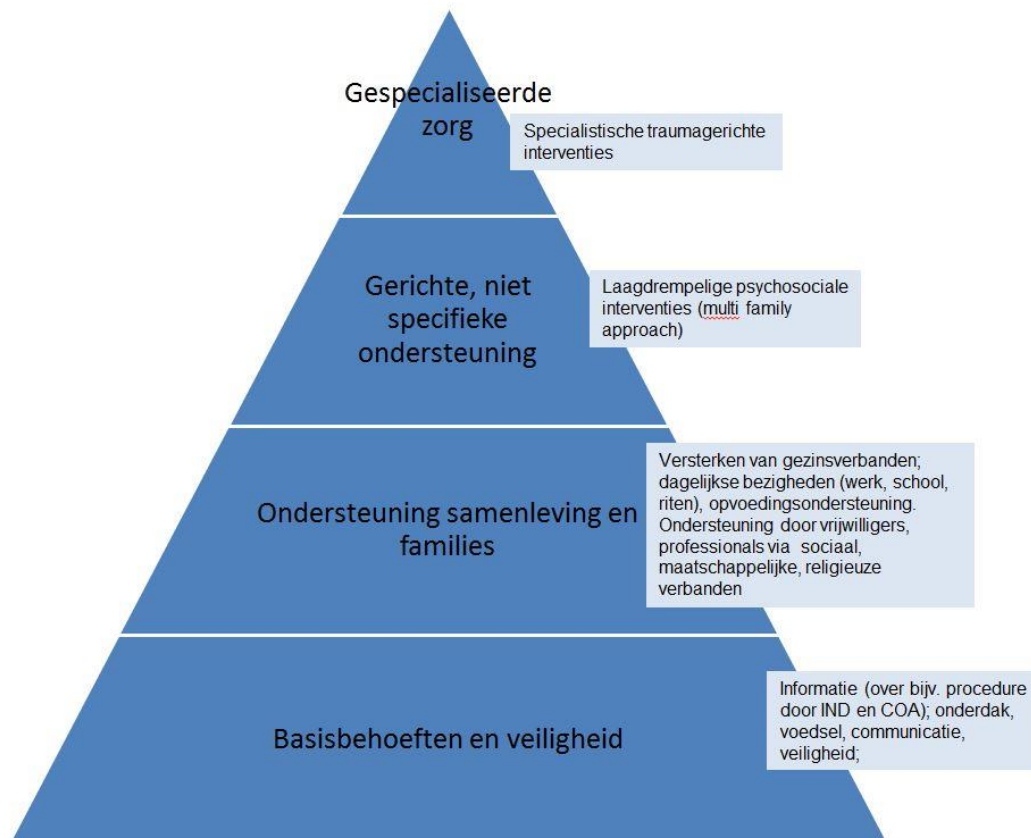 Gespecialiseerde
zorg
Specialistische traumagerichte
interventies
Gerichte, niet
specifieke
ondersteuning
Laagdrempelige psychosociale
interventies (multi family
approach)
Ondersteuning samenleving en
families
Versterken van gezinsverbanden;
dagelijkse bezigheden (werk, school,
riten), opvoedingsondersteuning.
Ondersteuning door vrijwilligers,
professionals via sociaal,
maatschappelijke, religieuze
verbanden
Basisbehoeften en veiligheid
Informatie (over bijv. procedure
door IND en COA); onderdak,
voedsel, communicatie,
veiligheid;